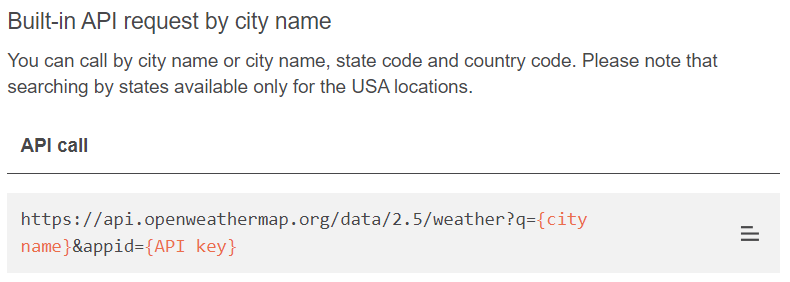 Built-in API request by city name
You can call by city name or city name, state code and country code. Please note that
searching by states available only for the USA locations.
API call
https://api.openweathermap.org/data/2.5/weather?q={city
name}&appid={API key}